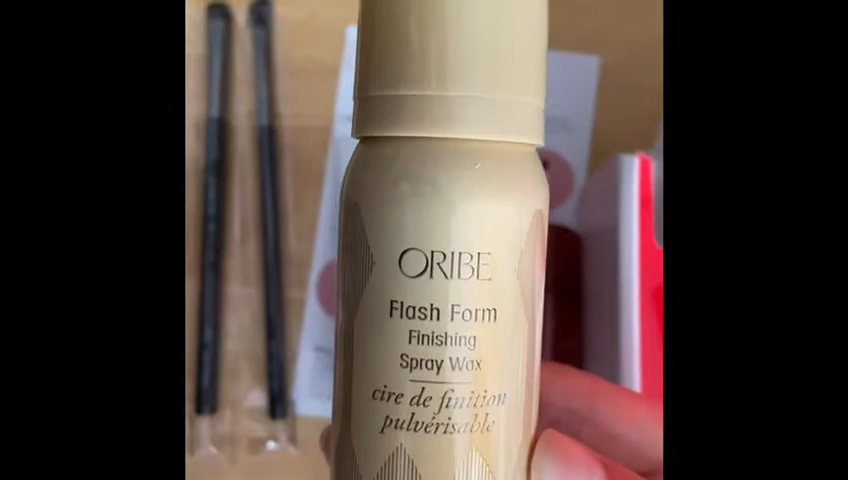 ORIBE
Flash Form
Finishing
Spray Wax
cire de finition
pulvérisable